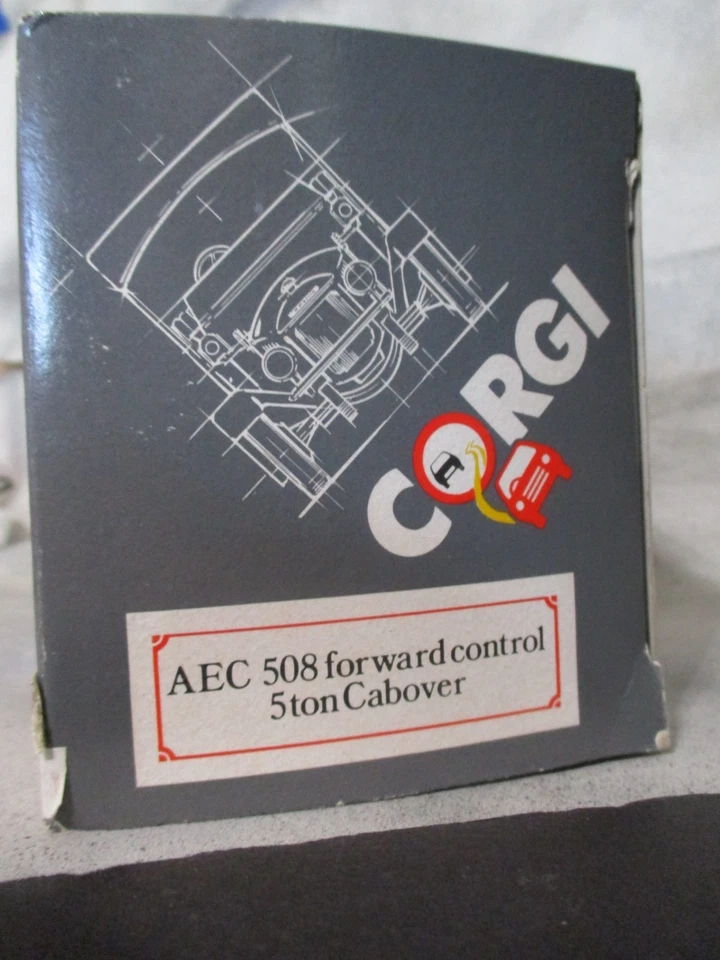 CORGI
AEC 508 forward control
5ton Cabover